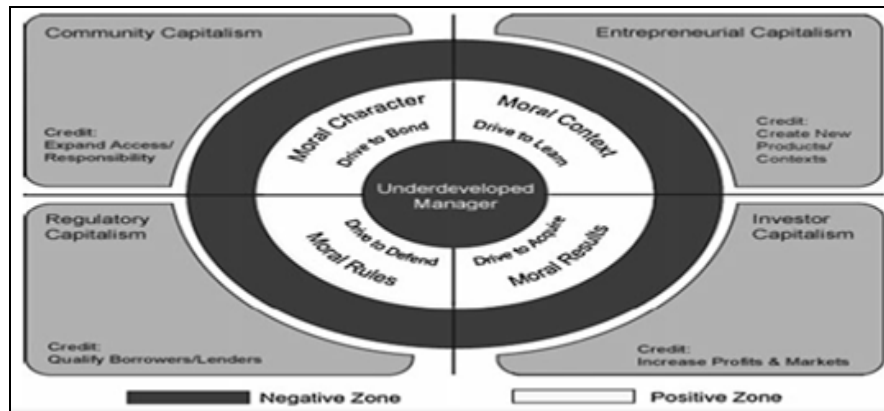 Community Capitalism
Entrepreneurial Capitalism
Credit:
Expand Access/
Responsibility
Moral Character
Drive to Bond
Moral Context
Drive to Learn
Credit:
Create New
Products/
Contexts
Underdeveloped
Manager
Regulatory
Capitalism
Drive to Defend
Moral Rules
Drive to Acquire
Moral Results
Investor
Capitalism
Credit:
Qualify Borrowers/Lenders
Credit:
Increase Profits & Markets
Negative Zone
Positive Zone